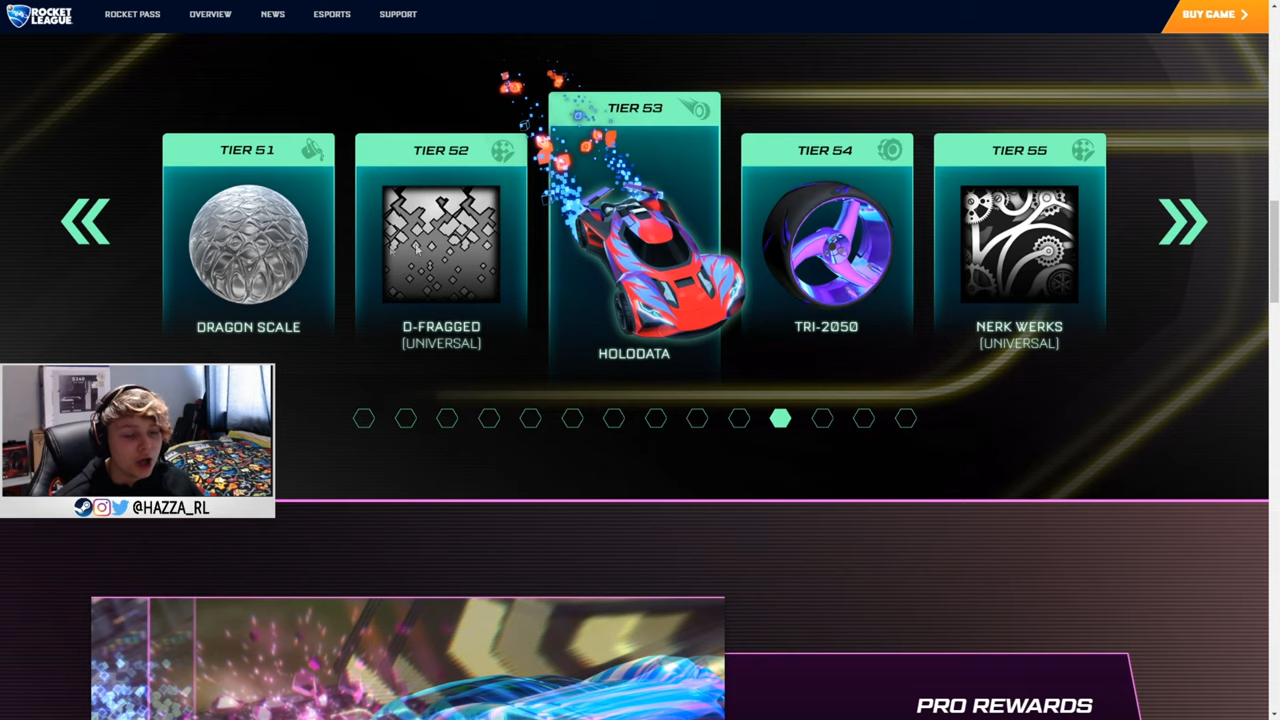 ROCKET
LEAGUE
ROCKET PASS
OVERVIEW
NEWS
ESPORTS
SUPPORT
BUY GAME
TIER 51
TIER 52
TIER 53
TIER 54
TIER 55
DRAGON SCALE
D-FRAGGED
[UNIVERSAL]
HOLODATA
TRI-2050
NERK WERKS
[UNIVERSAL]
@HAZZA_RL
PRO REWARDS